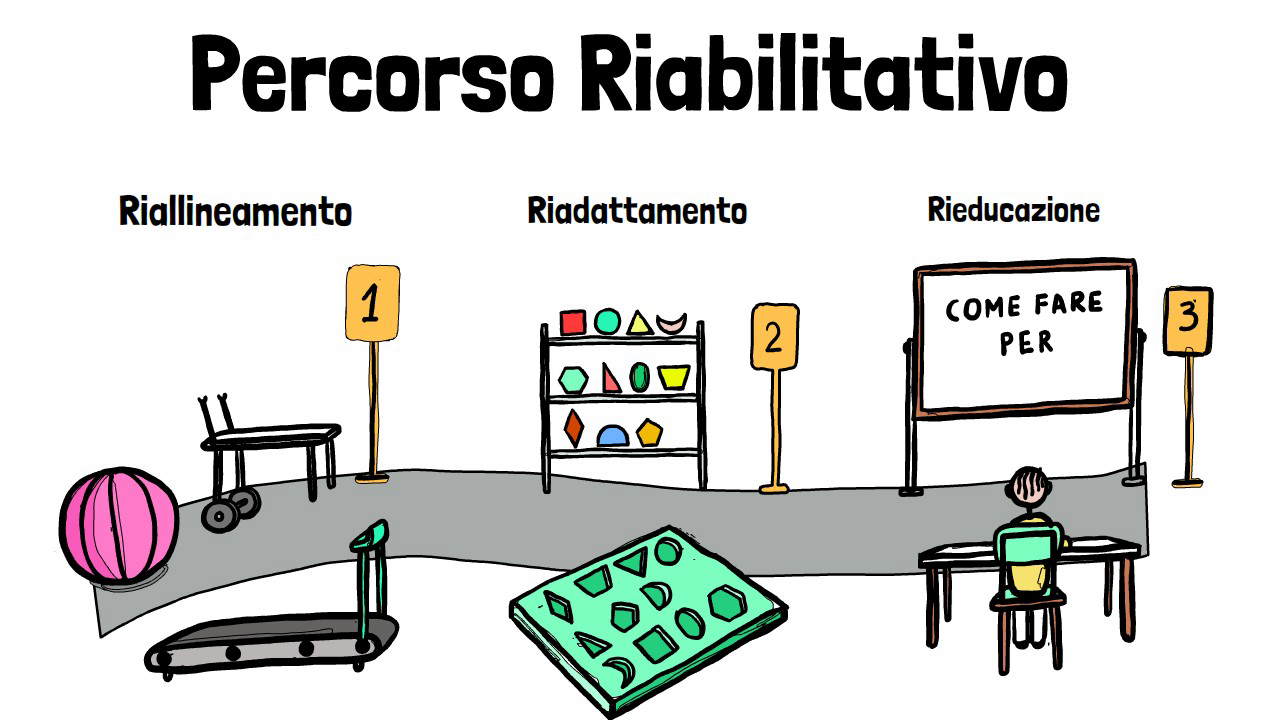 Percorso Riabilitativo
Riallineamento
Riadattamento
Rieducazione
1
2
3
COME FARE
PER